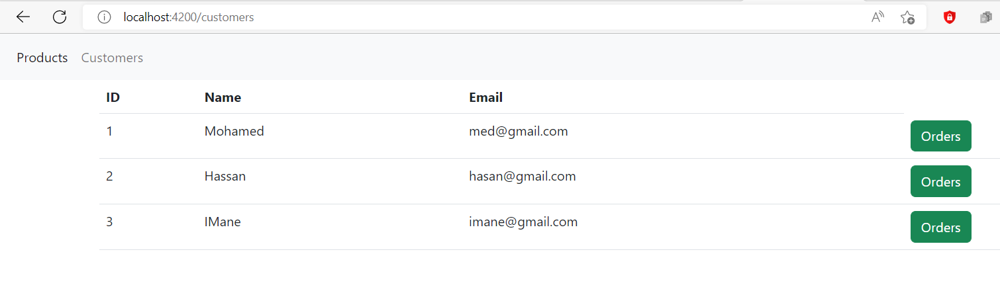 localhost:4200/customers
Products Customers
ID Name Email
1 Mohamed med@gmail.com Orders
2 Hassan hasan@gmail.com Orders
3 IMane imane@gmail.com Orders